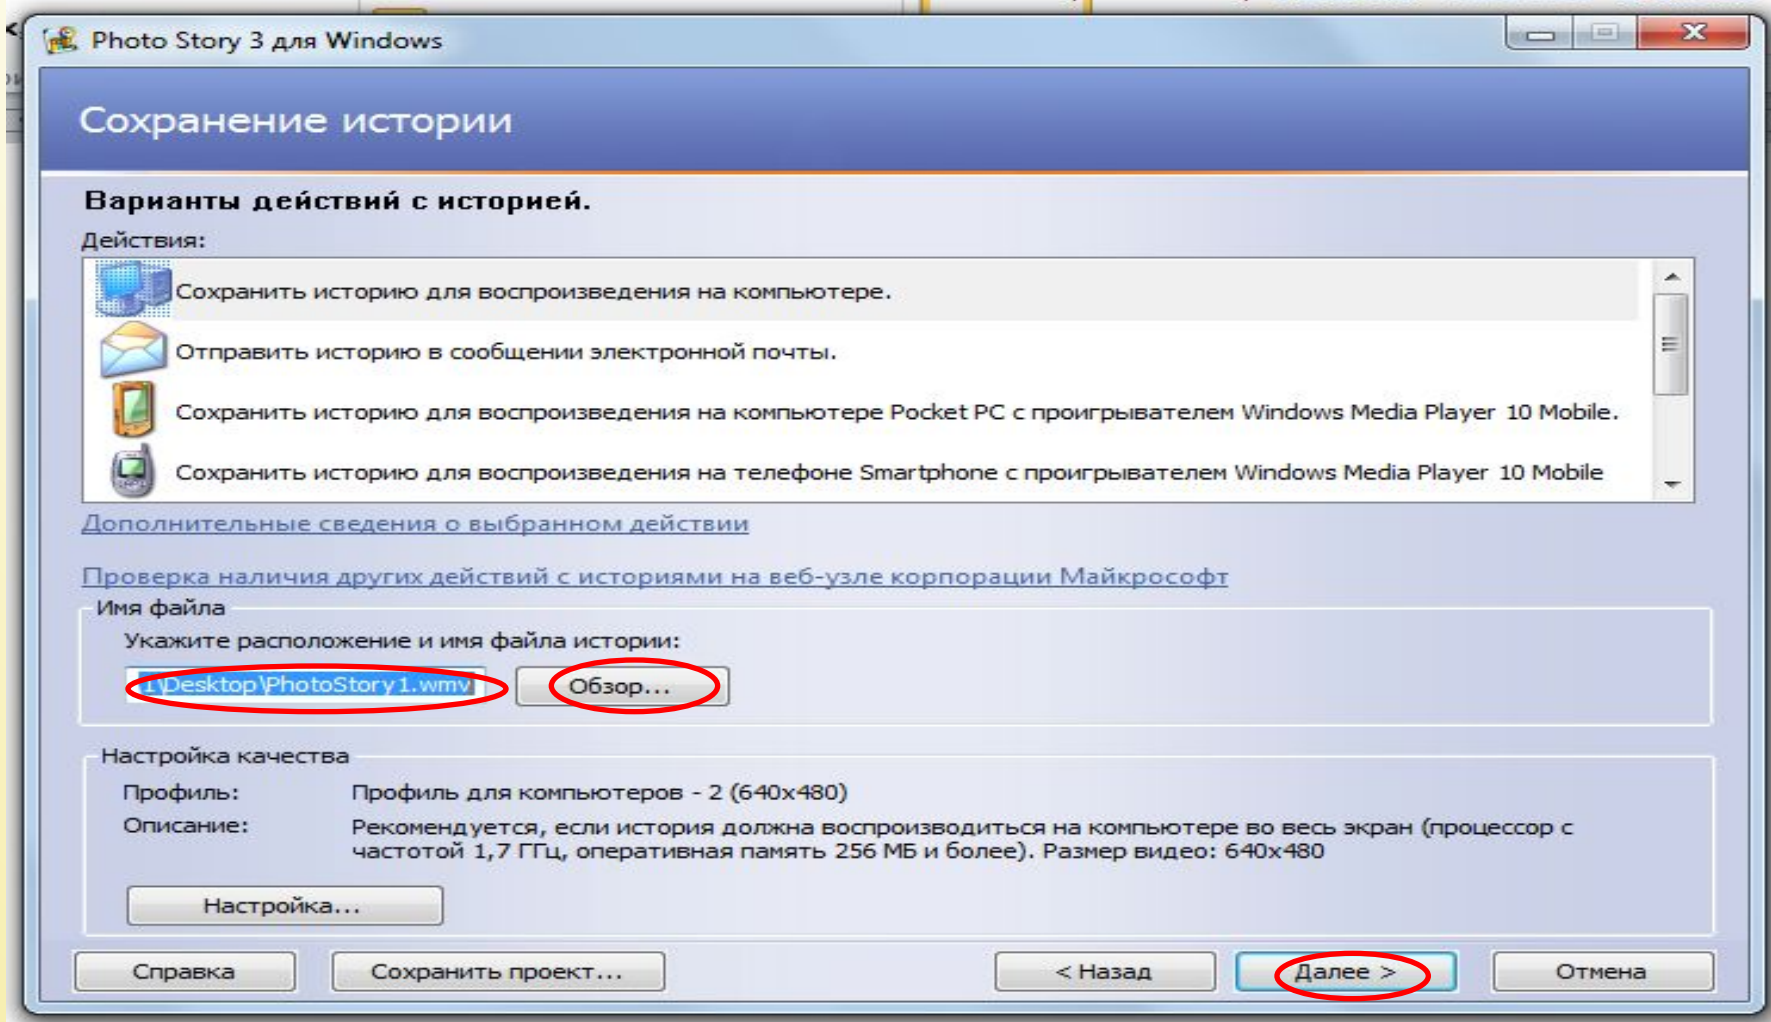 Photo Story 3 для Windows
Сохранение истории
Варианты действий с историей.
Действия:
Сохранить историю для воспроизведения на компьютере.
Отправить историю в сообщении электронной почты.
Сохранить историю для воспроизведения на компьютере Pocket PC с проигрывателем Windows Media Player 10 Mobile.
Сохранить историю для воспроизведения на телефоне Smartphone с проигрывателем Windows Media Player 10 Mobile
Дополнительные сведения о выбранном действии
Проверка наличия других действий с историями на веб-узле корпорации Майкрософт
Имя файла
Укажите расположение и имя файла истории:
1\Desktop\PhotoStory1.wmv
Обзор...
Настройка качества
Профиль: Профиль для компьютеров - 2 (640x480)
Описание: Рекомендуется, если история должна воспроизводиться на компьютере во весь экран (процессор с
частотой 1,7 ГГц, оперативная память 256 МБ и более). Размер видео: 640x480
Настройка...
Справка
Сохранить проект...
< Назад
Далее >
Отмена